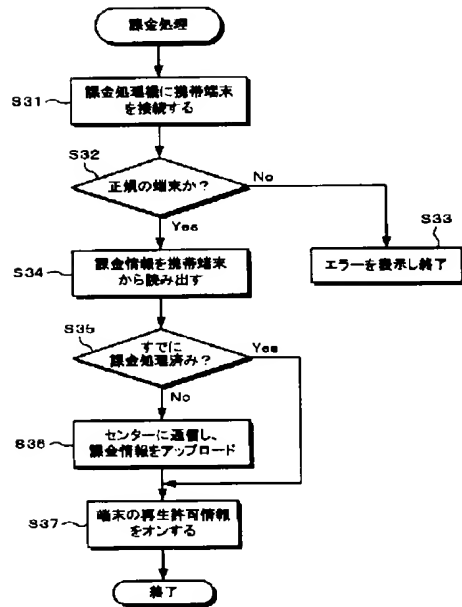 課金処理
S31
課金処理機に携帯端末
を接続する
S32
正規の端末か?
No
Yes
S33
エラーを表示し終了
S34
課金情報を携帯端末
から読み出す
S35
すでに
課金処理済み?
Yes
No
S36
センターに通信し、
課金情報をアップロード
S37
端末の再生許可情報
をオンする
終了